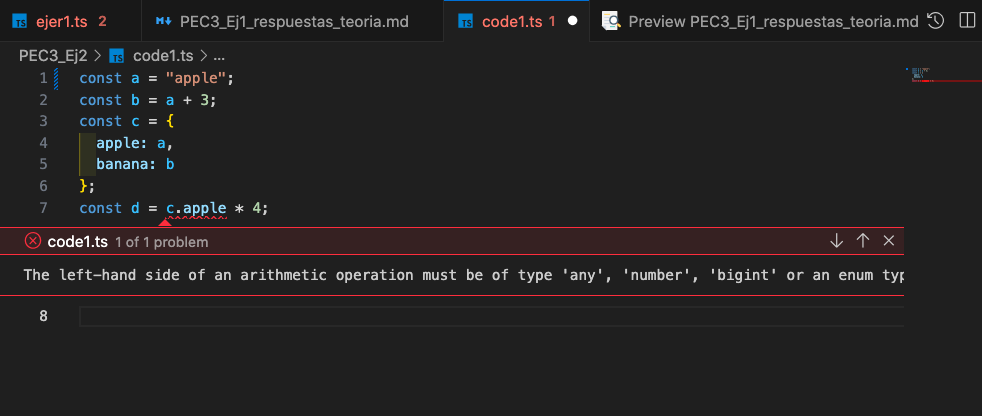 TS ejer1.ts 2 PEC3_Ej1_respuestas_teoria.md TS code1.ts 1 Preview PEC3_Ej1_respuestas_teoria.md
PEC3_Ej2 > TS code1.ts > ...
1 const a = "apple";
2 const b = a + 3;
3 const c = {
4 apple: a,
5 banana: b
6 };
7 const d = c.apple * 4;
code1.ts 1 of 1 problem
The left-hand side of an arithmetic operation must be of type 'any', 'number', 'bigint' or an enum typ
8